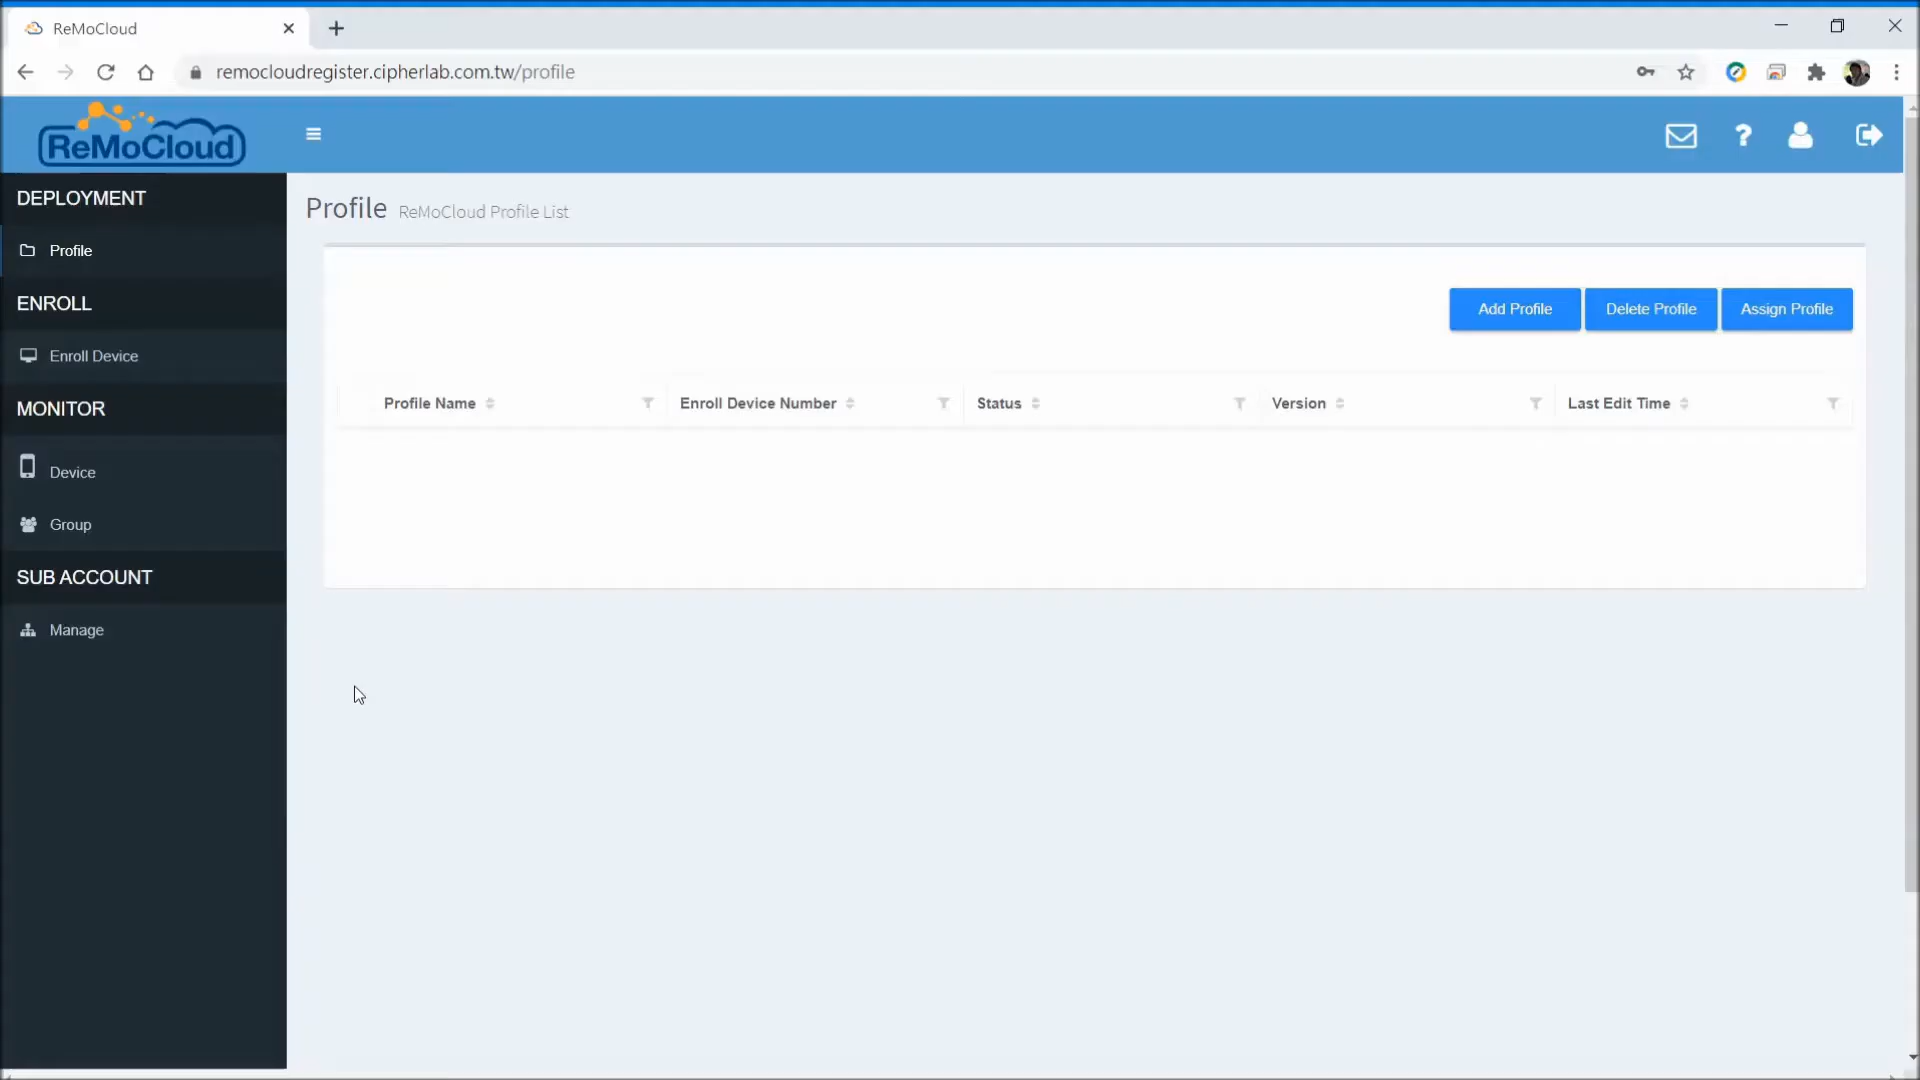 ReMoCloud
remocloudregister.cipherlab.com.tw/profile
ReMoCloud
DEPLOYMENT
Profile
ENROLL
Enroll Device
MONITOR
Device
Group
SUB ACCOUNT
Manage
Profile ReMoCloud Profile List
Add Profile Delete Profile Assign Profile
Profile Name Enroll Device Number Status Version Last Edit Time